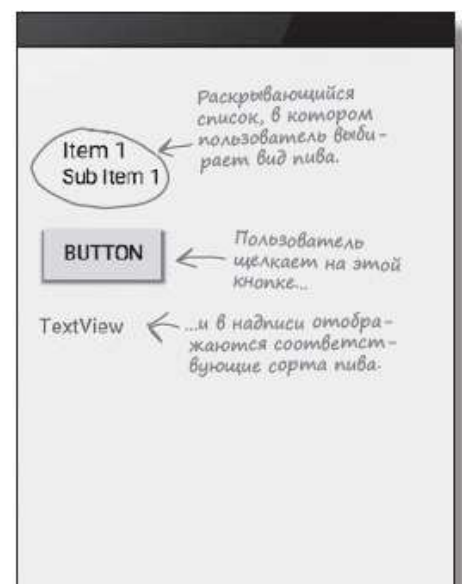 Раскрывающийся
список, в котором
пользователь выби-
рает вид пива.
Item 1
Sub Item 1
BUTTON
Пользователь
щелкает на этой
кнопке...
TextView
...и в надписи отобра-
жаются соответст-
вующие сорта пива.